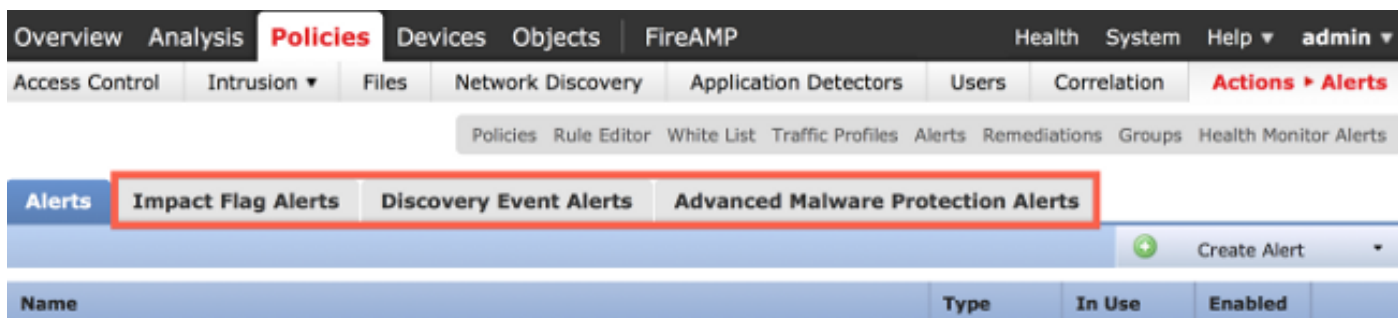 Overview Analysis Policies Devices Objects FireAMP Health System Help ▾ admin ▾
Access Control Intrusion ▾ Files Network Discovery Application Detectors Users Correlation Actions ▸ Alerts
Policies Rule Editor White List Traffic Profiles Alerts Remediations Groups Health Monitor Alerts
Alerts Impact Flag Alerts Discovery Event Alerts Advanced Malware Protection Alerts
Create Alert
Name Type In Use Enabled